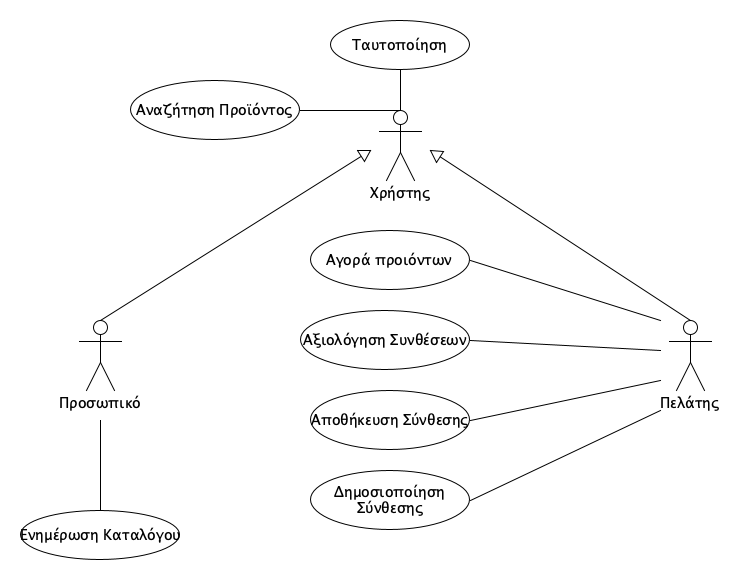 Ταυτοποίηση
Αναζήτηση Προϊόντος
Χρήστης
Αγορά προιόντων
Αξιολόγηση Συνθέσεων
Προσωπικό
Πελάτης
Αποθήκευση Σύνθεσης
Δημοσιοποίηση
Σύνθεσης
Ενημέρωση Καταλόγου